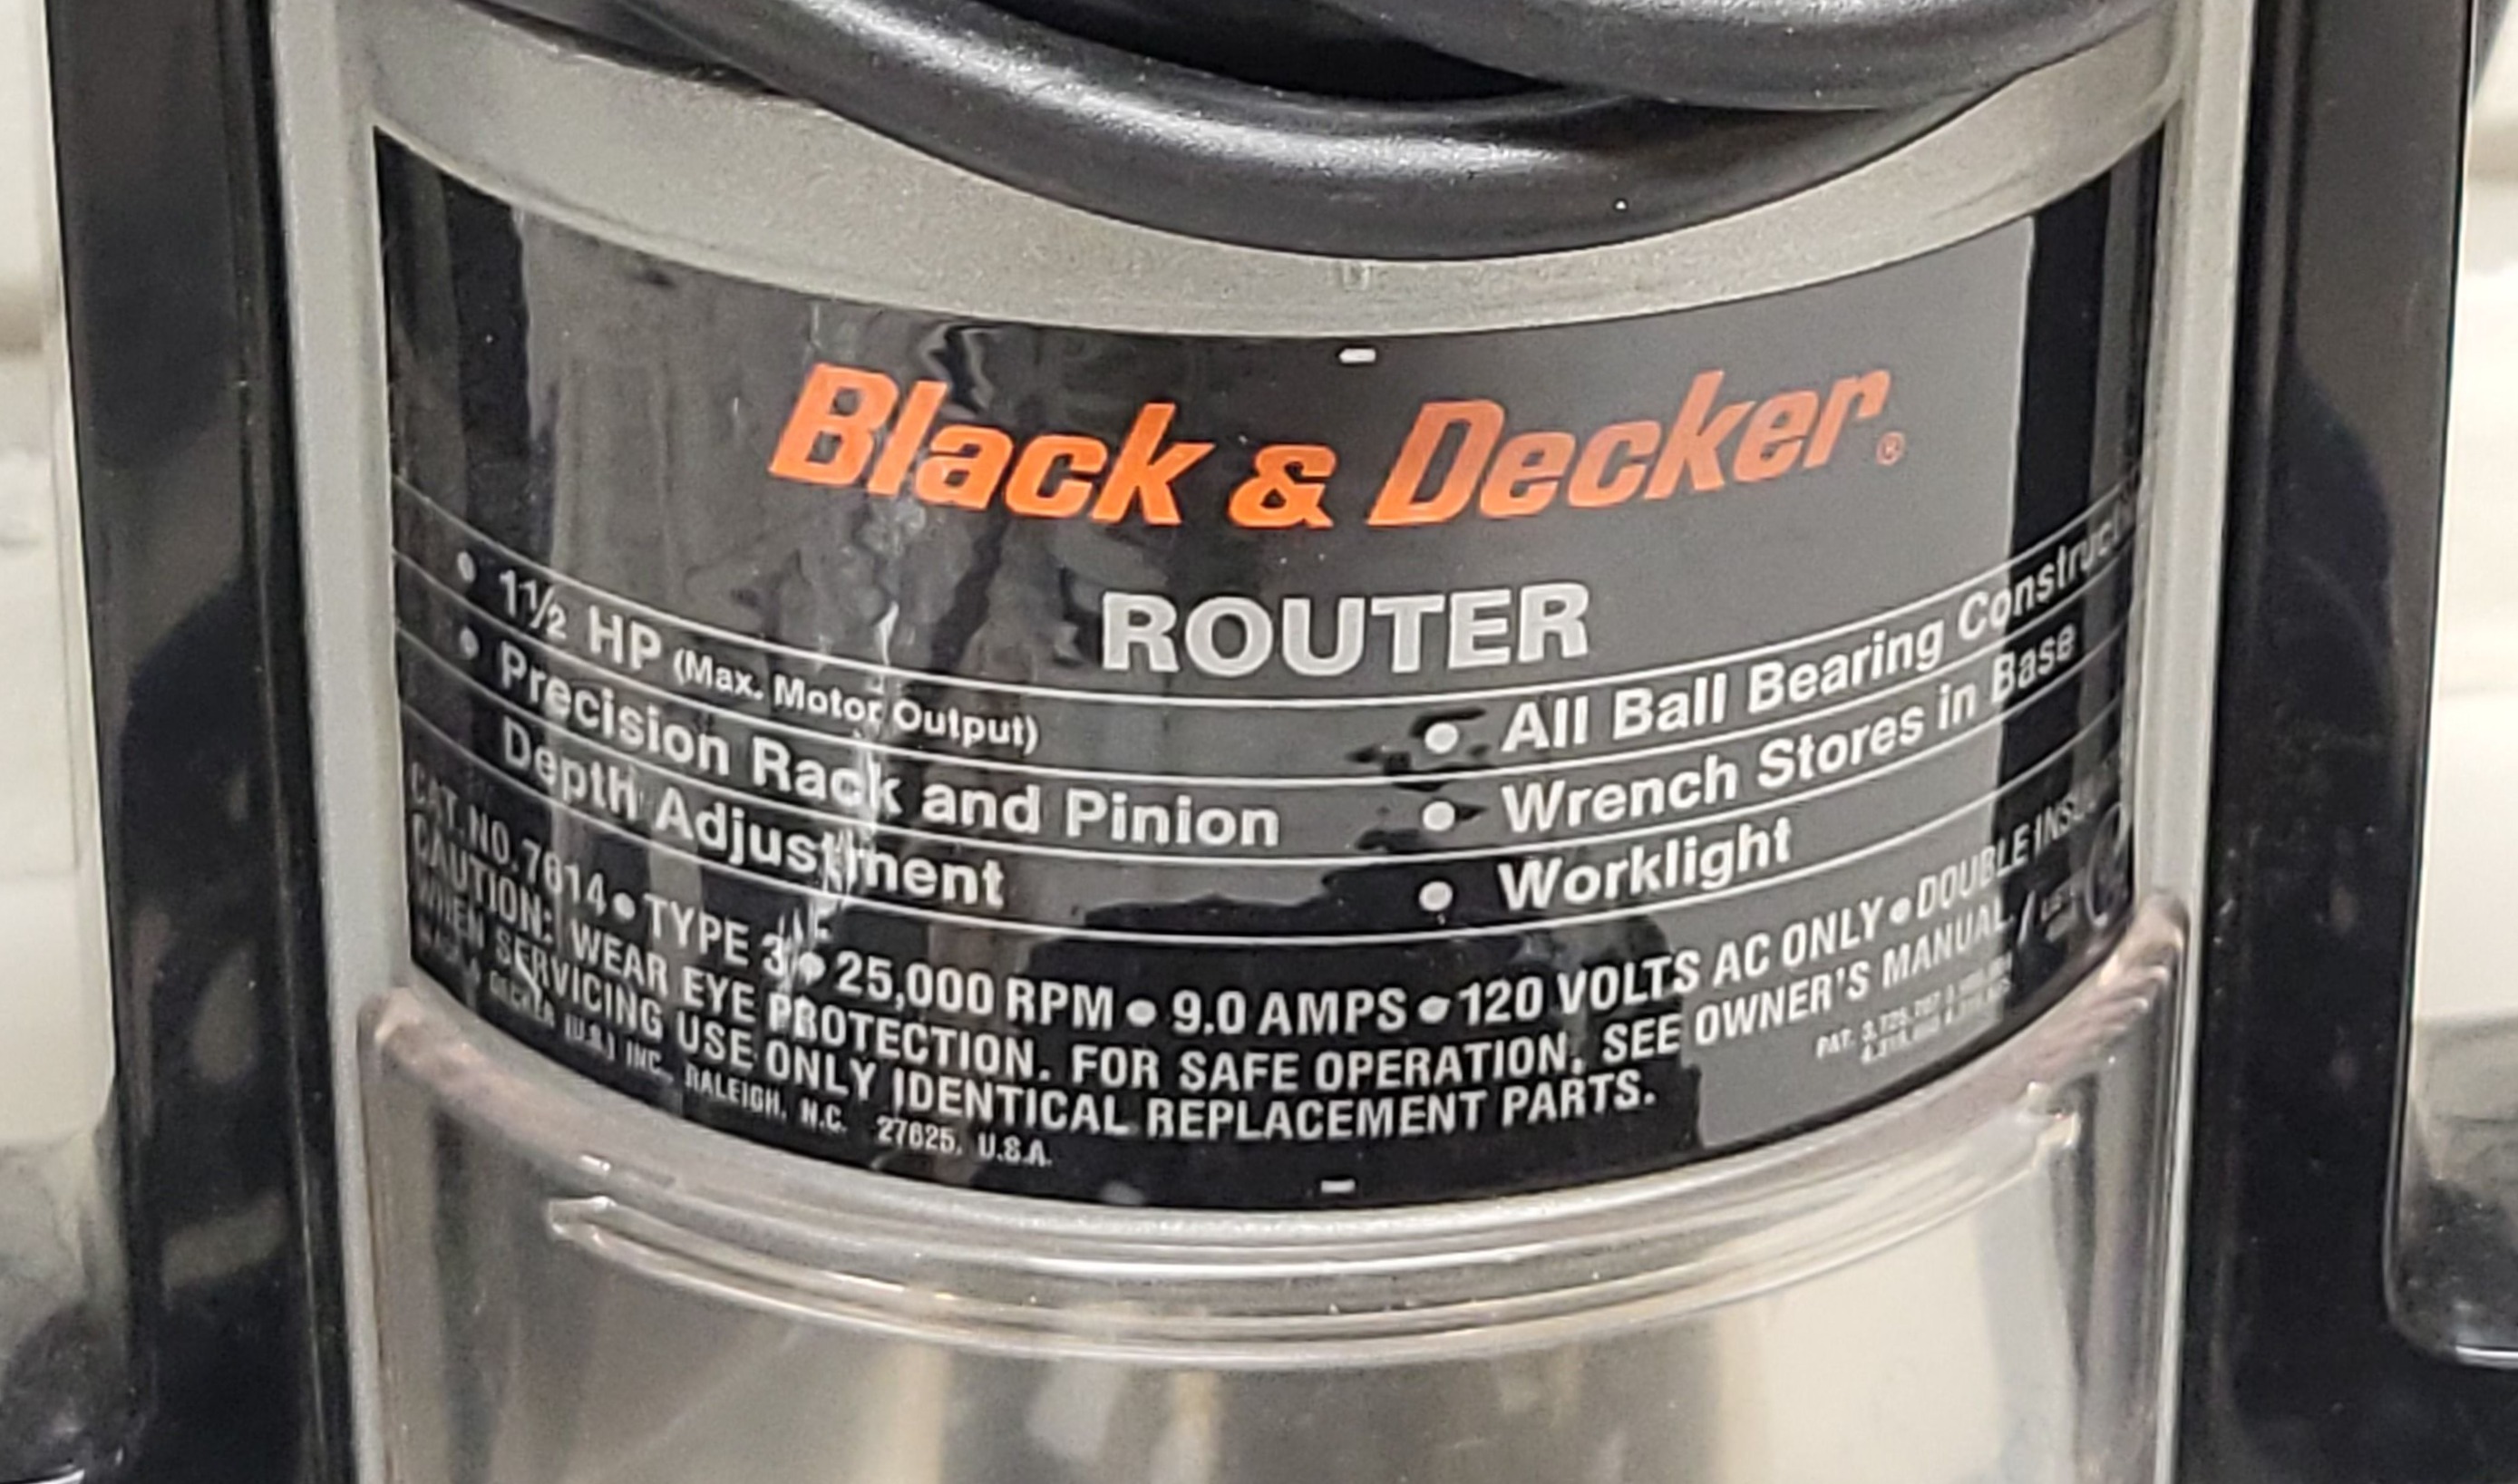 Black & Decker®
ROUTER
• 1½ HP (Max. Motor Output)
• Precision Rack and Pinion
Depth Adjustment
• All Ball Bearing
• Wrench Stores in Base
• Worklight
CAT. NO. 7614 • TYPE 3 • 25,000 RPM • 9.0 AMPS • 120 VOLTS AC ONLY • DOUBLE
CAUTION: WEAR EYE PROTECTION. FOR SAFE OPERATION, SEE OWNER'S MANUAL
WHEN SERVICING USE ONLY IDENTICAL REPLACEMENT PARTS.
BLACK & DECKER (U.S.) INC., RALEIGH, N.C. 27625, U.S.A.
PAT.